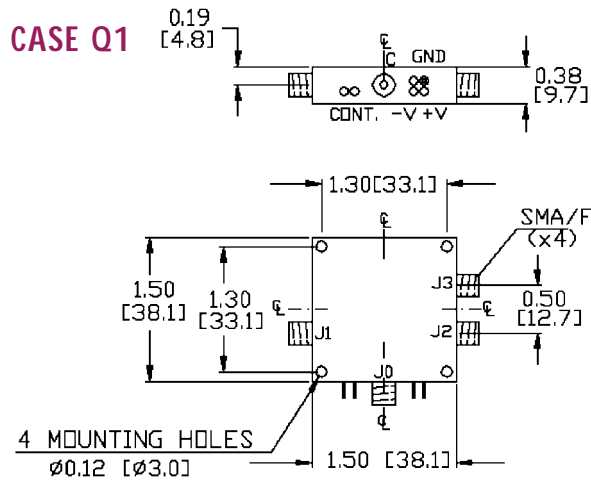 CASE Q1
0.19
[4.8]
℄
C
GND
0.38
[9.7]
CONT. -V +V
1.30[33.1]
℄
SMA/F
(x4)
J3
1.50
[38.1]
1.30
[33.1]
0.50
[12.7]
℄
℄
J1
J2
J0
℄
4 MOUNTING HOLES
Ø0.12 [Ø3.0]
1.50 [38.1]